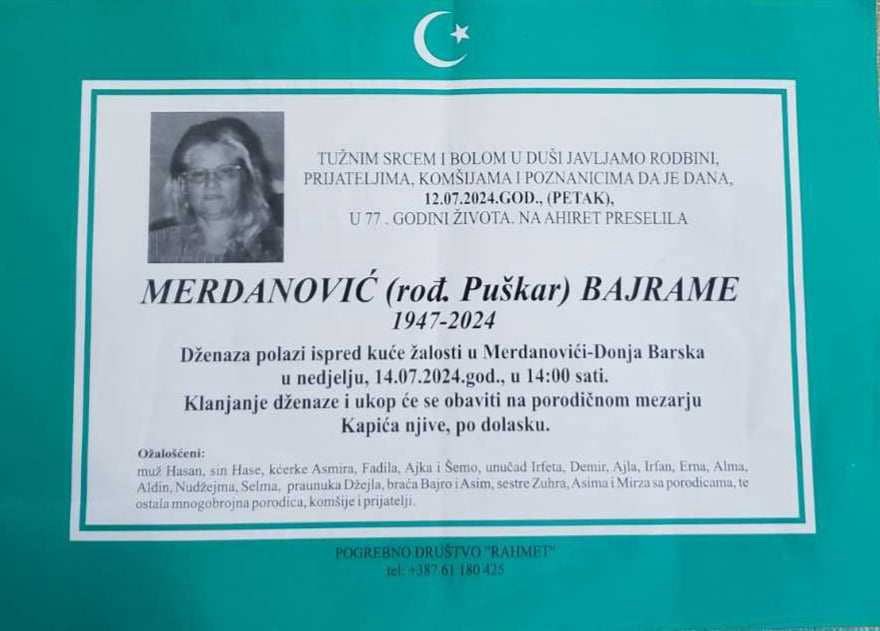 TUŽNIM SRCEM I BOLOM U DUŠI JAVLJAMO RODBINI,
PRIJATELJIMA, KOMŠIJAMA I POZNANICIMA DA JE DANA,
12.07.2024.GOD., (PETAK),
U 77 . GODINI ŽIVOTA. NA AHIRET PRESELILA
MERDANOVIĆ (rođ. Puškar) BAJRAME
1947-2024
Dženaza polazi ispred kuće žalosti u Merdanovići-Donja Barska
u nedjelju, 14.07.2024.god., u 14:00 sati.
Klanjanje dženaze i ukop će se obaviti na porodičnom mezarju
Kapića njive, po dolasku.
Ožalošćeni:
muž Hasan, sin Hase, kćerke Asmira, Fadila, Ajka i Šemo, unučad Irfeta, Demir, Ajla, Irfan, Erna, Alma,
Aldin, Nudžejma, Selma, praunuka Džejla, braća Bajro i Asim, sestre Zuhra, Asima i Mirza sa porodicama, te
ostala mnogobrojna porodica, komšije i prijatelji.
POGREBNO DRUŠTVO "RAHMET"
tel: +387 61 180 425